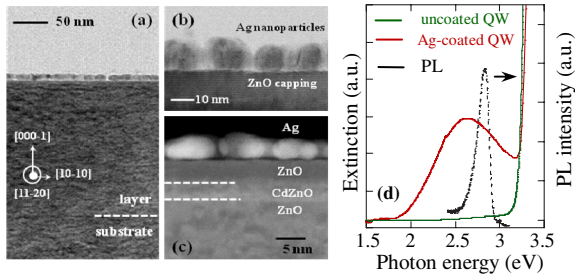 50 nm
(a)
[000-1]
[10-10]
[11-20]
layer
substrate
(b)
Ag nanoparticles
ZnO capping
10 nm
Ag
ZnO
CdZnO
ZnO
(c)
5 nm
uncoated QW
Ag-coated QW
PL
Extinction (a.u.)
PL intensity (a.u.)
(d)
1.5 2 2.5 3 3.5
Photon energy (eV)